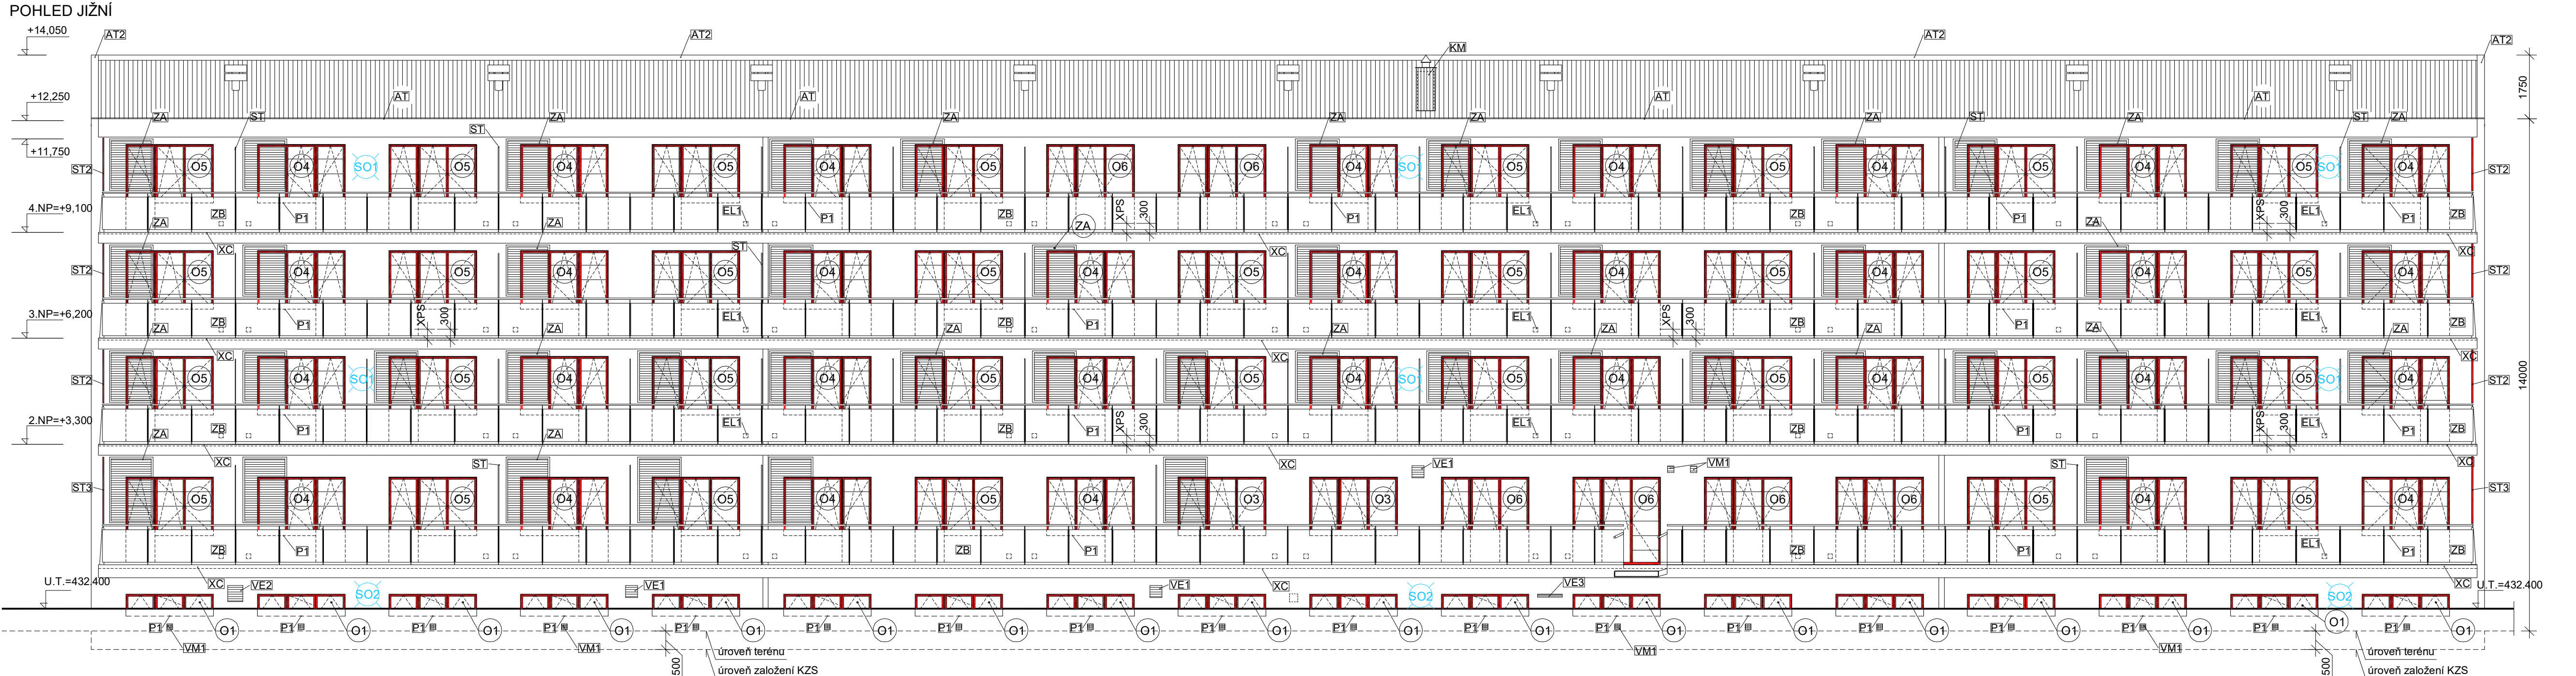 POHLED JIŽNÍ
+14,050
AT2 AT2 KM AT2 AT2
1750
+12,250
AT AT AT AT
ZA ST ST ZA ZA ZA ZA ZA ST ZA ST ZA
+11,750
ST2 O5 O4 SO1 O5 O4 O5 O4 O5 O6 O6 O4 SO1 O5 O4 O5 O4 O5 O4 O5 SO1 O4 ST2
4.NP=+9,100
ZB P1 EL1 P1 ZB XPS 300 P1 EL1 ZB P1 XPS 300 EL1 P1 ZB
ZA ZA ZA ZA
XC ST XC XC
ST2 O5 O4 O5 O4 O5 O4 O5 O4 O5 O4 O5 O4 O5 O4 O5 O4 O5 O4 ST2
3.NP=+6,200
ZB P1 XPS 300 EL1 ZB P1 EL1 XPS 300 ZB P1 EL1 ZB
ZA ZA ZA ZA ZA ZA ZA ZA
XC XC XC
ST2 O5 O4 SO1 O5 O4 O5 O4 O5 O4 O5 O4 SO1 O5 O4 O5 O4 O5 O4 O5 SO1 O4 ST2
14000
2.NP=+3,300
ZB P1 EL1 ZB P1 XPS 300 EL1 ZB P1 XPS 300 EL1 P1 ZB
ZA ZA
XC ST XC VE1 VM1 ST XC
ST3 O5 O4 O5 O4 O5 O4 O5 O4 O3 O3 O6 O6 O6 O6 O5 O4 O5 O4 ST3
ZB P1 ZB P1 ZB P1 EL1 P1 ZB
U.T.=432.400 XC VE2 SO2 VE1 VE1 XC SO2 VE3 SO2 XC U.T.=432.400
P1 O1 P1 O1 P1 O1 P1 O1 P1 O1 P1 O1 P1 O1 P1 O1 P1 O1 P1 O1 P1 O1 P1 O1 P1 O1 P1 O1 P1 O1 P1 O1 P1 O1 P1 O1
VM1 VM1 VM1 VM1
500 úroveň terénu 500 úroveň terénu
úroveň založení KZS úroveň založení KZS